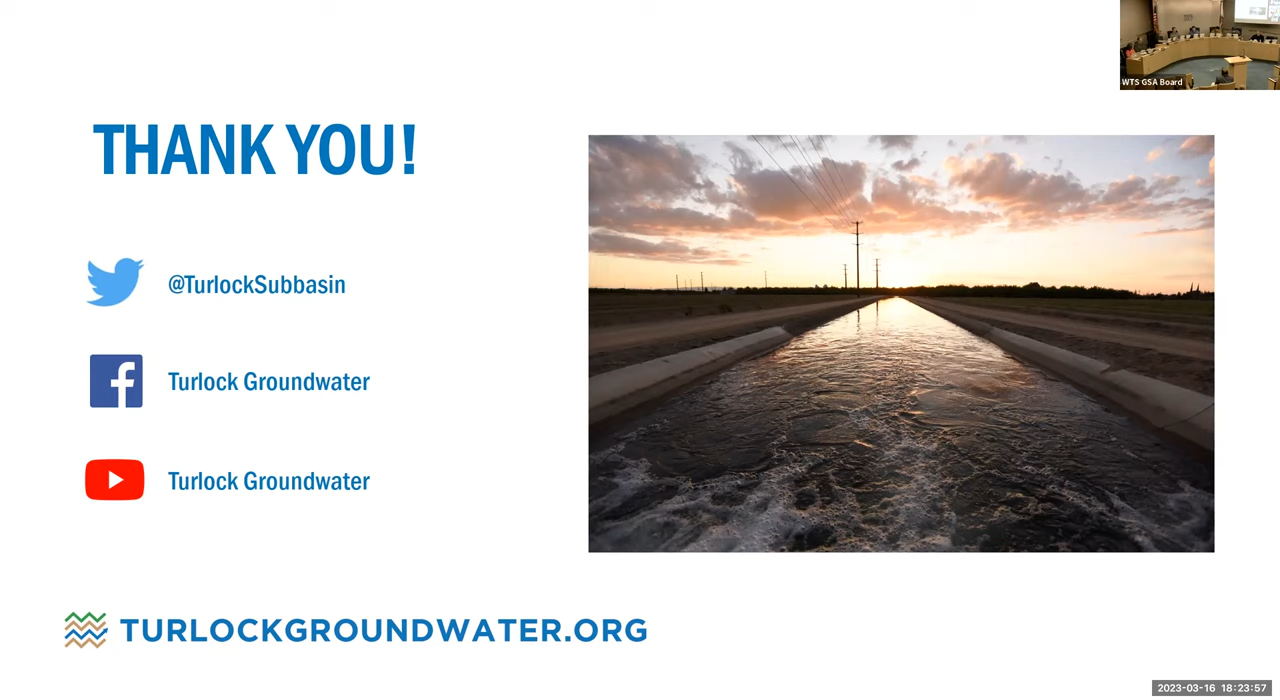 WTS GSA Board
THANK YOU!
@TurlockSubbasin
Turlock Groundwater
Turlock Groundwater
TURLOCKGROUNDWATER.ORG
2023-03-16 18:23:57